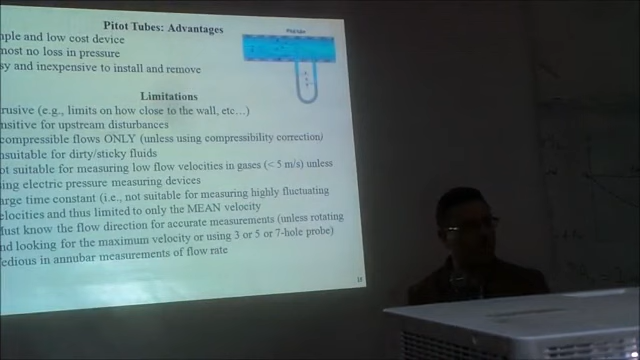 Pitot Tubes: Advantages
Pitot tube
mple and low cost device
most no loss in pressure
sy and inexpensive to install and remove
Limitations
trusive (e.g., limits on how close to the wall, etc…)
nsitive for upstream disturbances
compressible flows ONLY (unless using compressibility correction)
nsuitable for dirty/sticky fluids
ot suitable for measuring low flow velocities in gases (< 5 m/s) unless
sing electric pressure measuring devices
arge time constant (i.e., not suitable for measuring highly fluctuating
elocities and thus limited to only the MEAN velocity
Must know the flow direction for accurate measurements (unless rotating
nd looking for the maximum velocity or using 3 or 5 or 7-hole probe)
edious in annubar measurements of flow rate